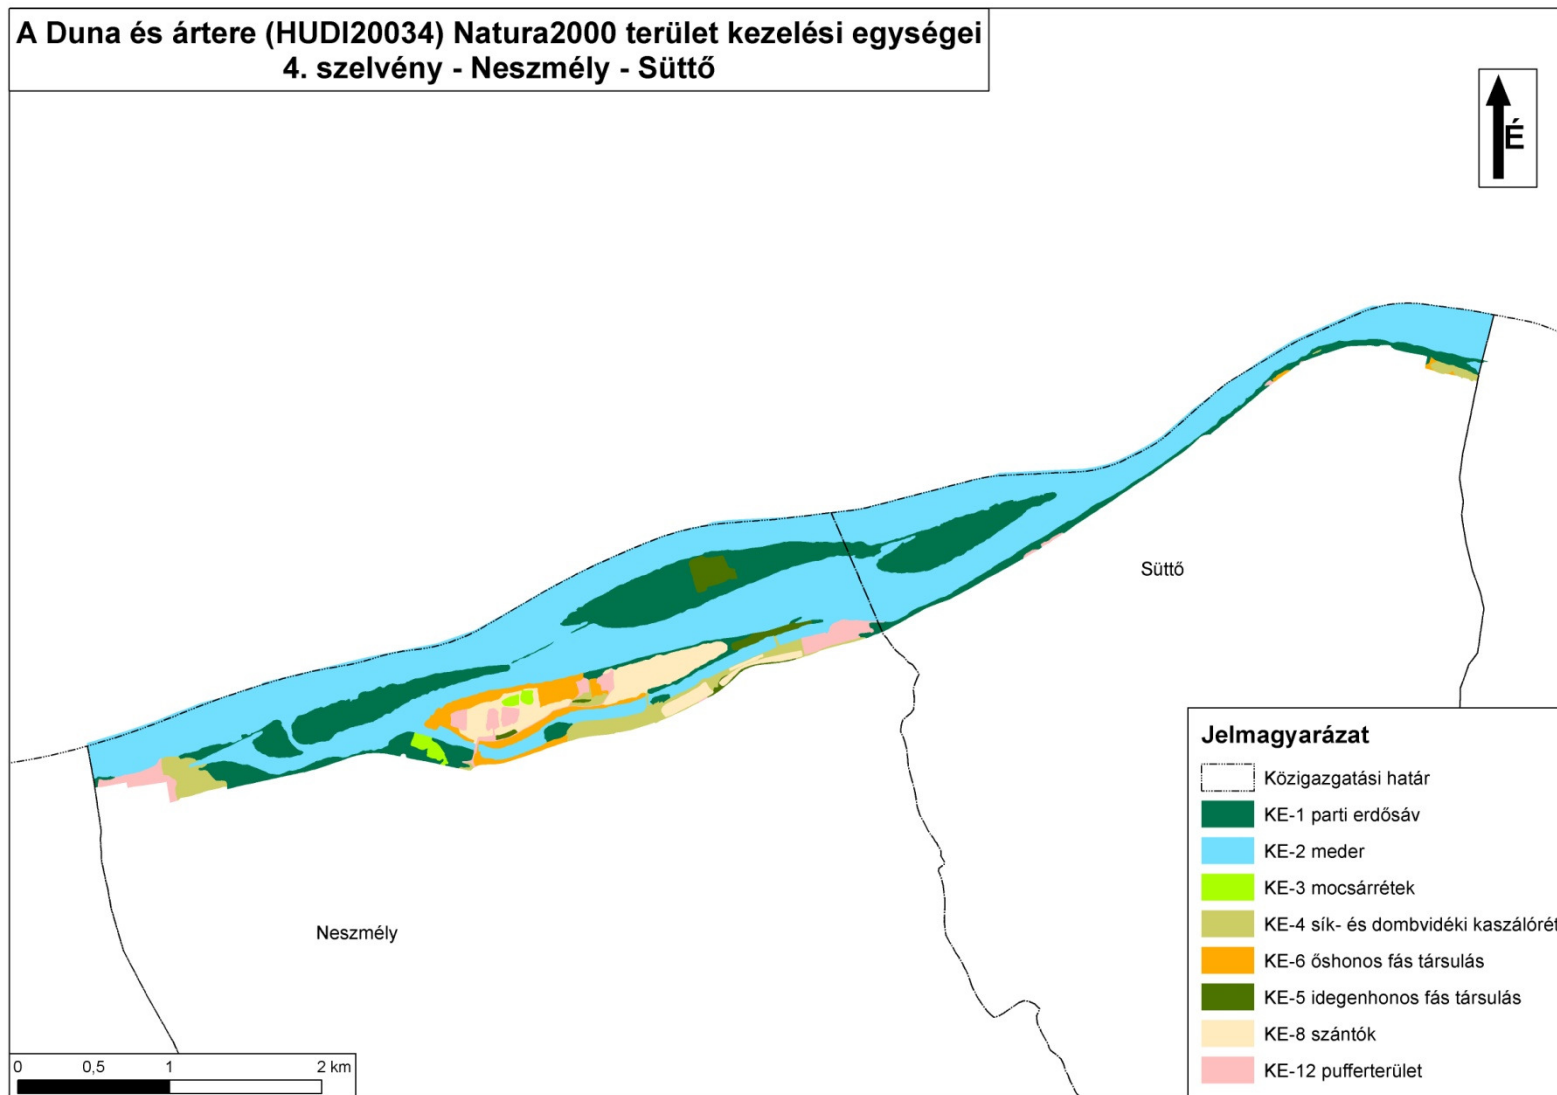 A Duna és ártere (HUDI20034) Natura2000 terület kezelési egységei
4. szelvény - Neszmély - Süttő
É
Süttő
Neszmély
Jelmagyarázat
Közigazgatási határ
KE-1 parti erdősáv
KE-2 meder
KE-3 mocsárrétek
KE-4 sík- és dombvidéki kaszálórét
KE-6 őshonos fás társulás
KE-5 idegenhonos fás társulás
KE-8 szántók
KE-12 pufferterület
0 0,5 1 2 km